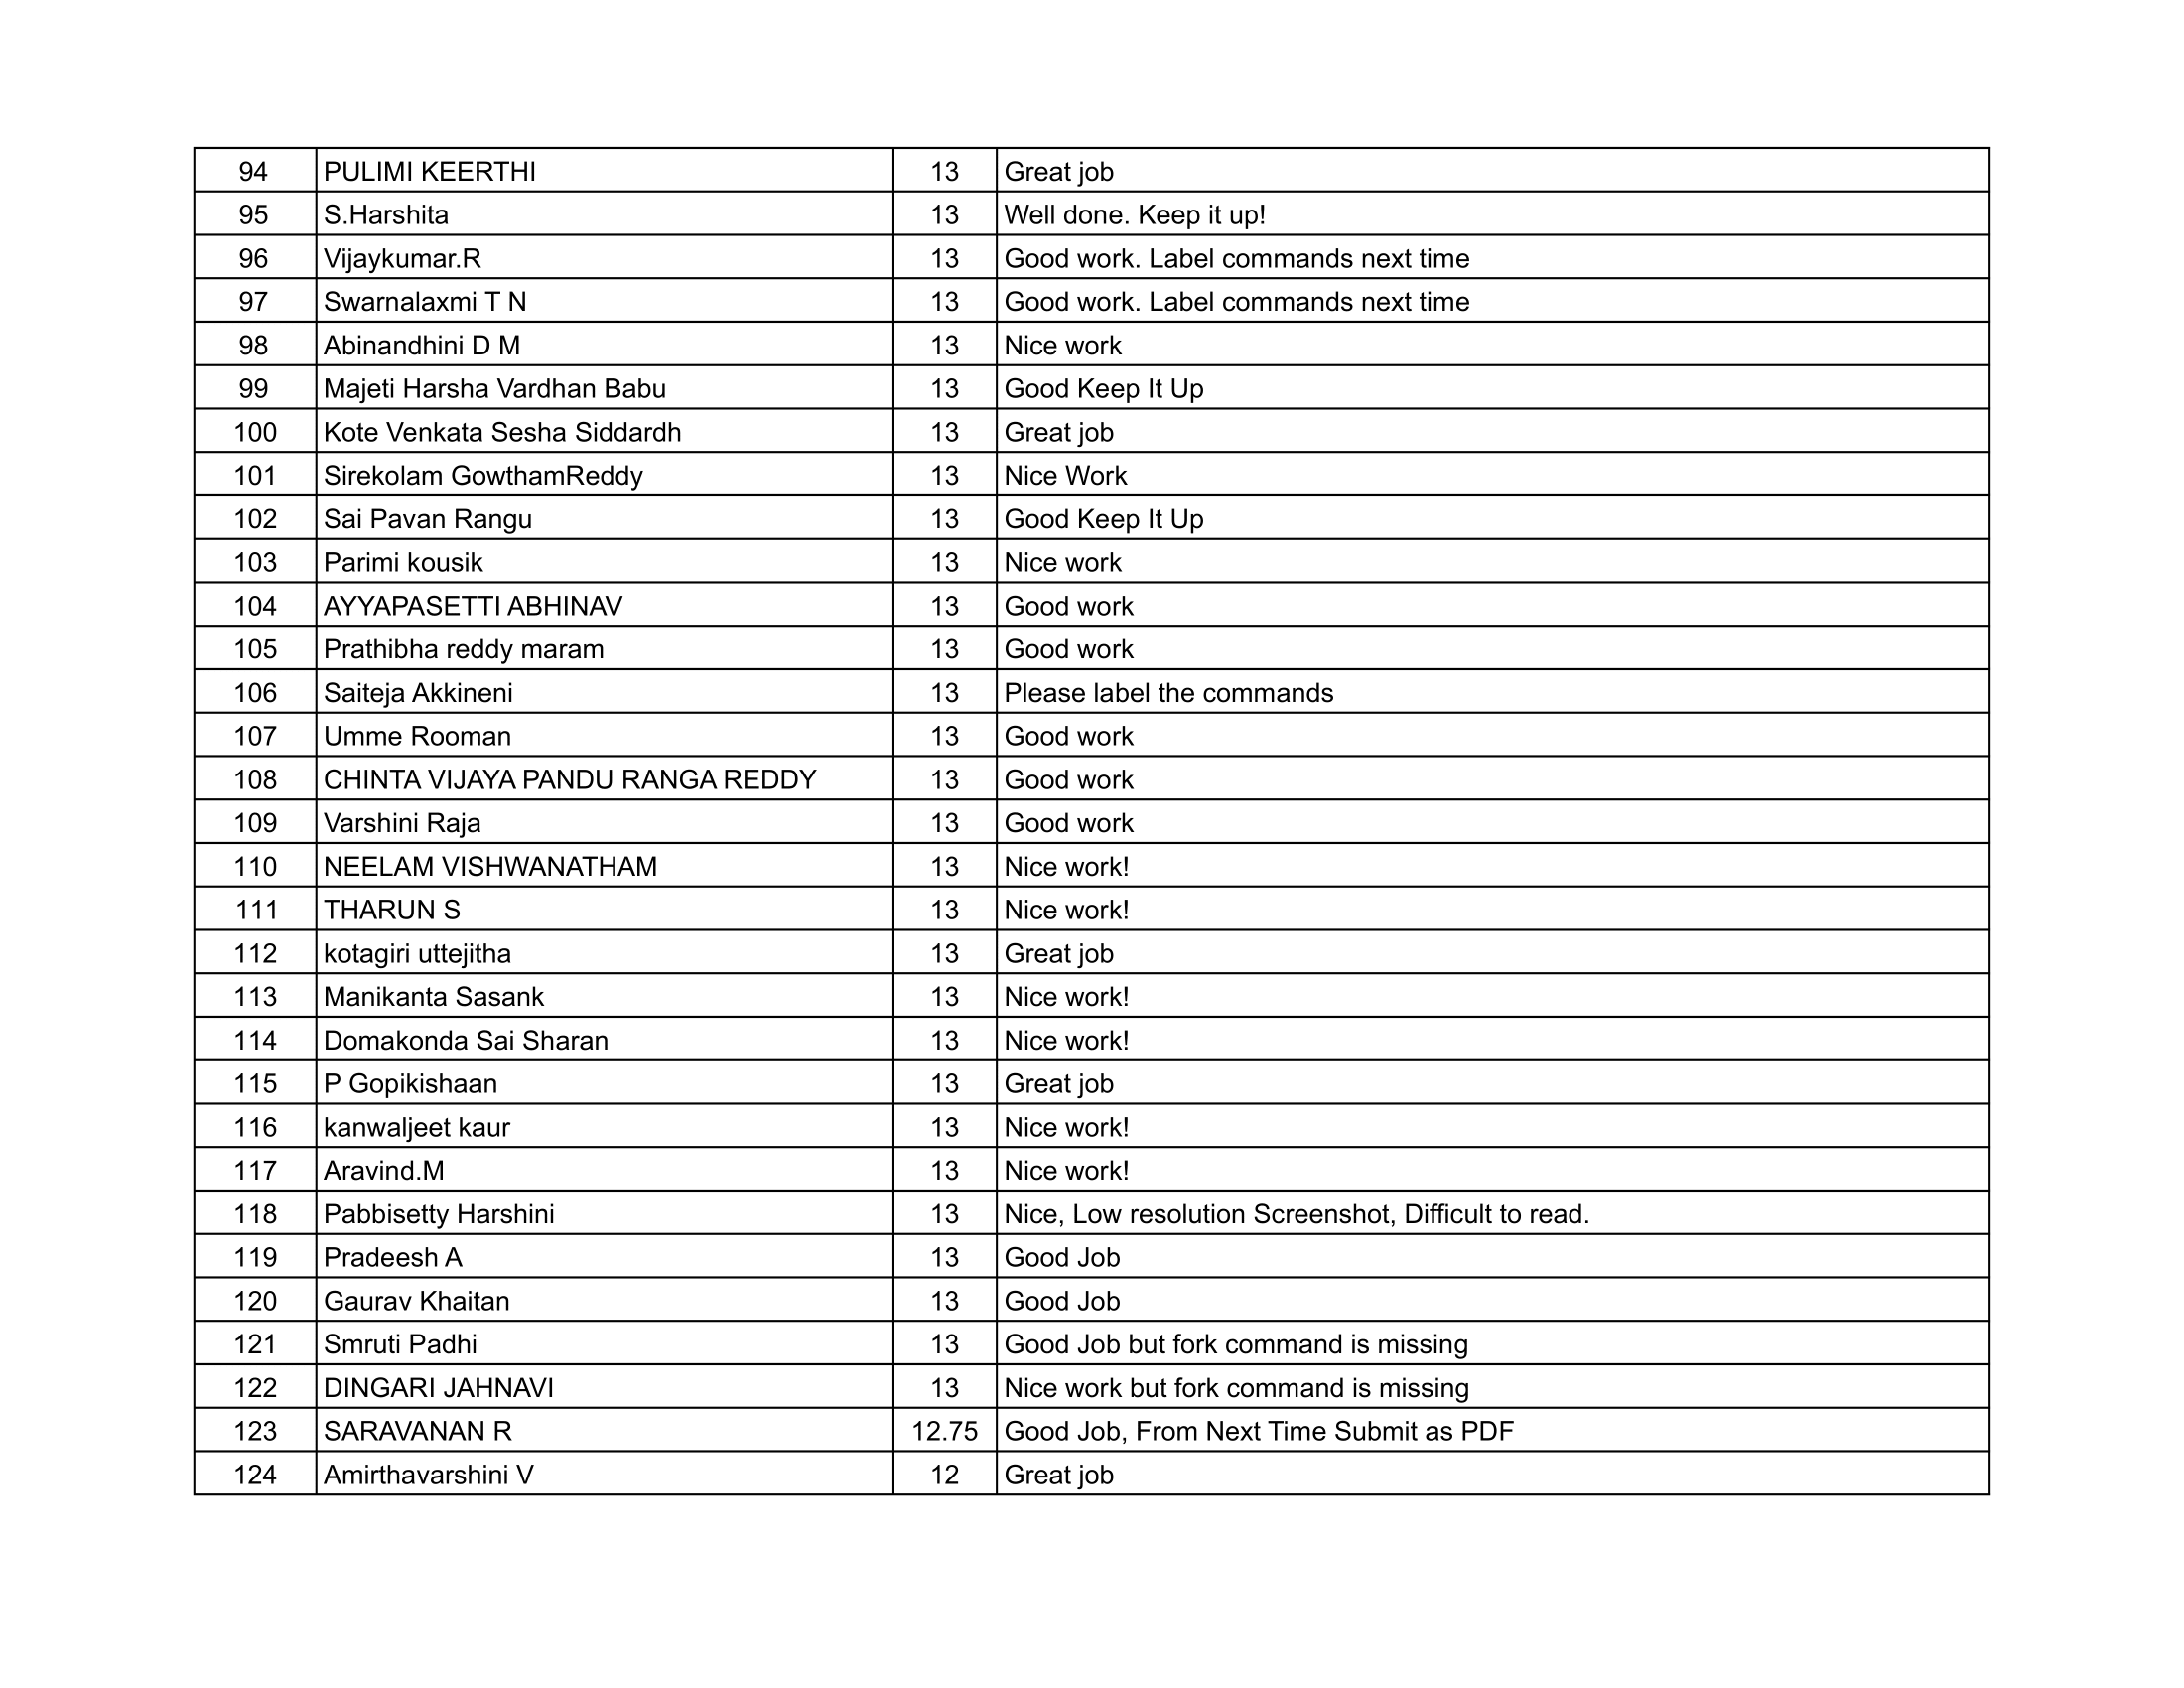 94 PULIMI KEERTHI 13 Great job
95 S.Harshita 13 Well done. Keep it up!
96 Vijaykumar.R 13 Good work. Label commands next time
97 Swarnalaxmi T N 13 Good work. Label commands next time
98 Abinandhini D M 13 Nice work
99 Majeti Harsha Vardhan Babu 13 Good Keep It Up
100 Kote Venkata Sesha Siddardh 13 Great job
101 Sirekolam GowthamReddy 13 Nice Work
102 Sai Pavan Rangu 13 Good Keep It Up
103 Parimi kousik 13 Nice work
104 AYYAPASETTI ABHINAV 13 Good work
105 Prathibha reddy maram 13 Good work
106 Saiteja Akkineni 13 Please label the commands
107 Umme Rooman 13 Good work
108 CHINTA VIJAYA PANDU RANGA REDDY 13 Good work
109 Varshini Raja 13 Good work
110 NEELAM VISHWANATHAM 13 Nice work!
111 THARUN S 13 Nice work!
112 kotagiri uttejitha 13 Great job
113 Manikanta Sasank 13 Nice work!
114 Domakonda Sai Sharan 13 Nice work!
115 P Gopikishaan 13 Great job
116 kanwaljeet kaur 13 Nice work!
117 Aravind.M 13 Nice work!
118 Pabbisetty Harshini 13 Nice, Low resolution Screenshot, Difficult to read.
119 Pradeesh A 13 Good Job
120 Gaurav Khaitan 13 Good Job
121 Smruti Padhi 13 Good Job but fork command is missing
122 DINGARI JAHNAVI 13 Nice work but fork command is missing
123 SARAVANAN R 12.75 Good Job, From Next Time Submit as PDF
124 Amirthavarshini V 12 Great job